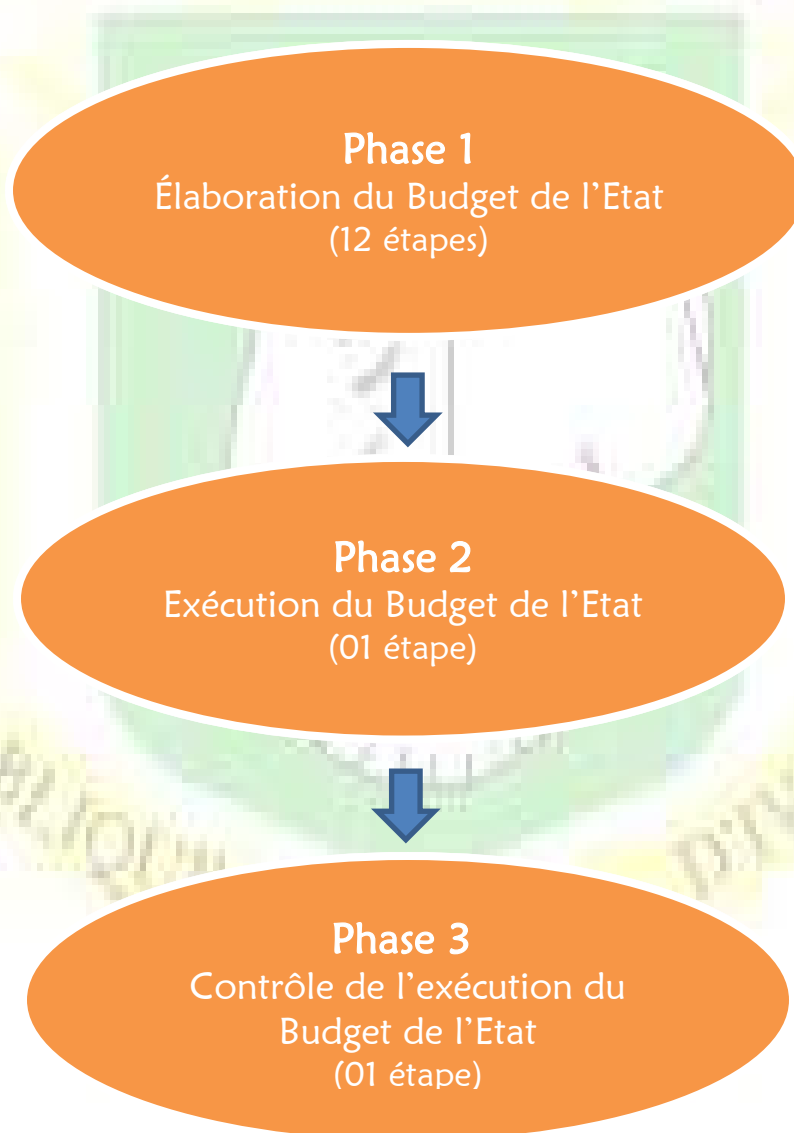 Phase 1
Élaboration du Budget de l'Etat
(12 étapes)
Phase 2
Exécution du Budget de l'Etat
(01 étape)
Phase 3
Contrôle de l'exécution du
Budget de l'Etat
(01 étape)